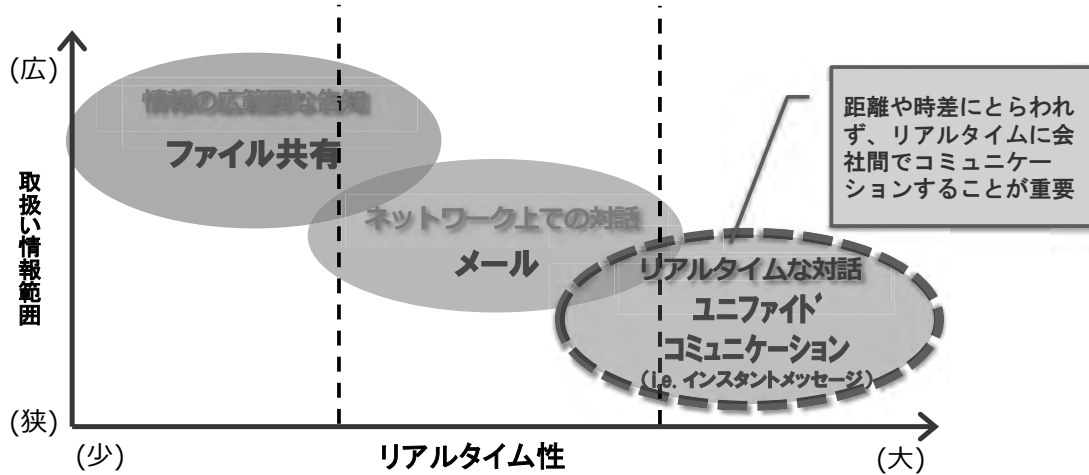 (広)
情報の広範囲な告知
ファイル共有
ネットワーク上での対話
メール
リアルタイムな対話
ユニファイド
コミュニケーション
(i.e. インスタントメッセージ)
距離や時差にとらわれ
ず、リアルタイムに会
社間でコミュニケー
ションすることが重要
取扱い情報範囲
(狭)
(少)
リアルタイム性
(大)